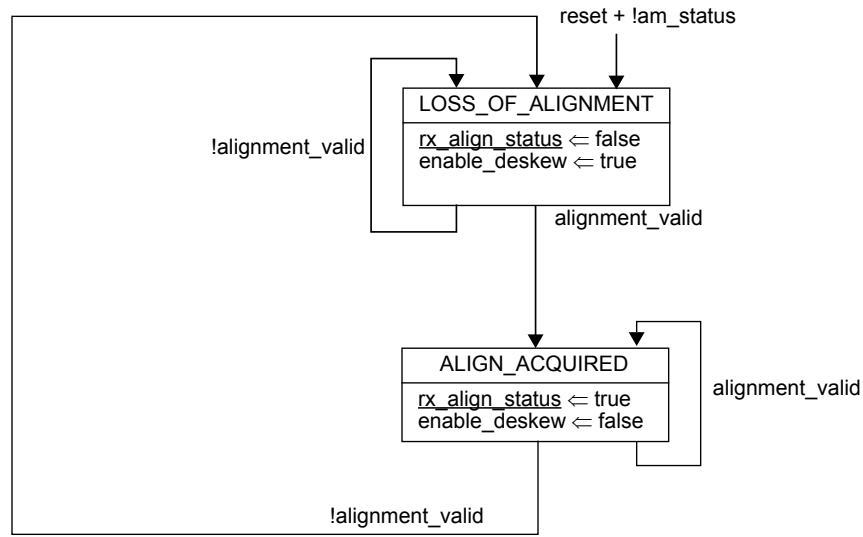 reset + !am_status
LOSS_OF_ALIGNMENT
!alignment_valid
rx_align_status ⇐ false
enable_deskew ⇐ true
alignment_valid
ALIGN_ACQUIRED
rx_align_status ⇐ true
enable_deskew ⇐ false
alignment_valid
!alignment_valid